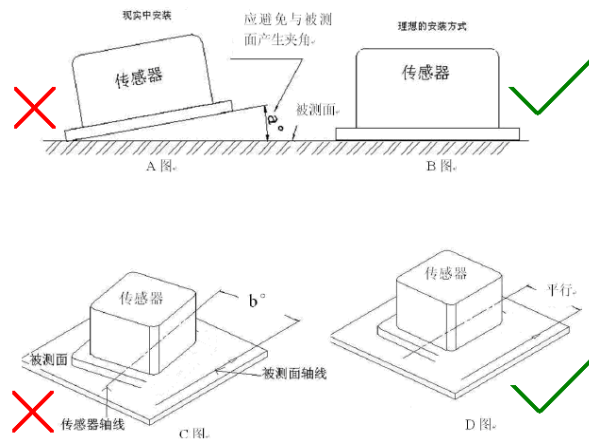 现实中安装
应避免与被测
面产生夹角。
理想的安装方式
传感器
传感器
被测面。
a°
A图
B图
传感器
b°
传感器
平行
被测面
被测面轴线
传感器轴线
C图
D图